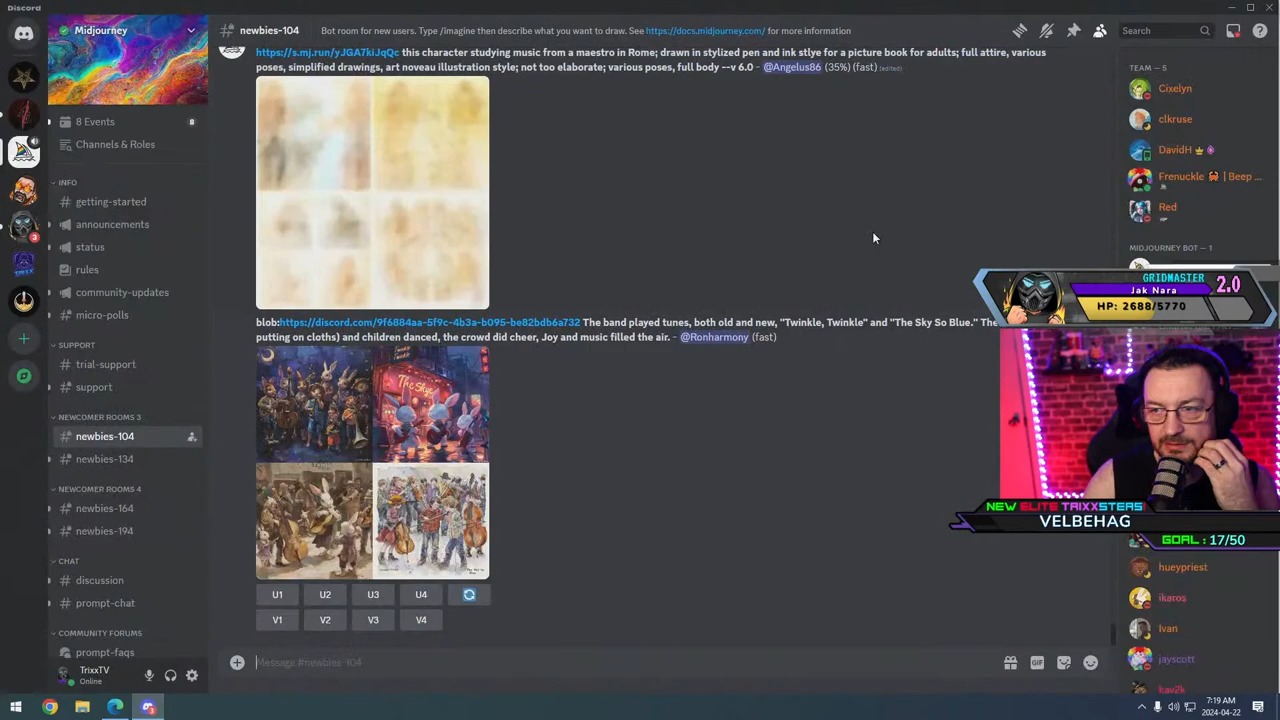 Discord
Midjourney
newbies-104
Bot room for new users. Type /imagine then describe what you want to draw. See https://docs.midjourney.com/ for more information
Search
8 Events
Channels & Roles
INFO
getting-started
announcements
status
rules
community-updates
micro-polls
SUPPORT
trial-support
support
NEWCOMER ROOMS 3
newbies-104
newbies-134
NEWCOMER ROOMS 4
newbies-164
newbies-194
CHAT
discussion
prompt-chat
COMMUNITY FORUMS
prompt-faqs
TrixxTV
Online
https://s.mj.run/yJGA7kiJqQc this character studying music from a maestro in Rome; drawn in stylized pen and ink stlye for a picture book for adults; full attire, various
poses, simplified drawings, art noveau illustration style; not too elaborate; various poses, full body --v 6.0 - @Angelus86 (35%) (fast) (edited)
blob:https://discord.com/9f6884aa-5f9c-4b3a-b095-be82bdb6a732 The band played tunes, both old and new, "Twinkle, Twinkle" and "The Sky So Blue." The
putting on cloths) and children danced, the crowd did cheer, Joy and music filled the air. - @Ronharmony (fast)
The Skye
U1
U2
U3
U4
V1
V2
V3
V4
Message #newbies-104
GIF
TEAM — 5
Cixelyn
clkruse
DavidH
Frenuckle | Beep ...
Red
MIDJOURNEY BOT — 1
GRIDMASTER
2.0
Jak Nara
HP: 2688/5770
NEW ELITE TRIXXSTERS!
VELBEHAG
GOAL : 17/50
hueypriest
ikaros
Ivan
jayscott
kav2k
3
7:19 AM
2024-04-22